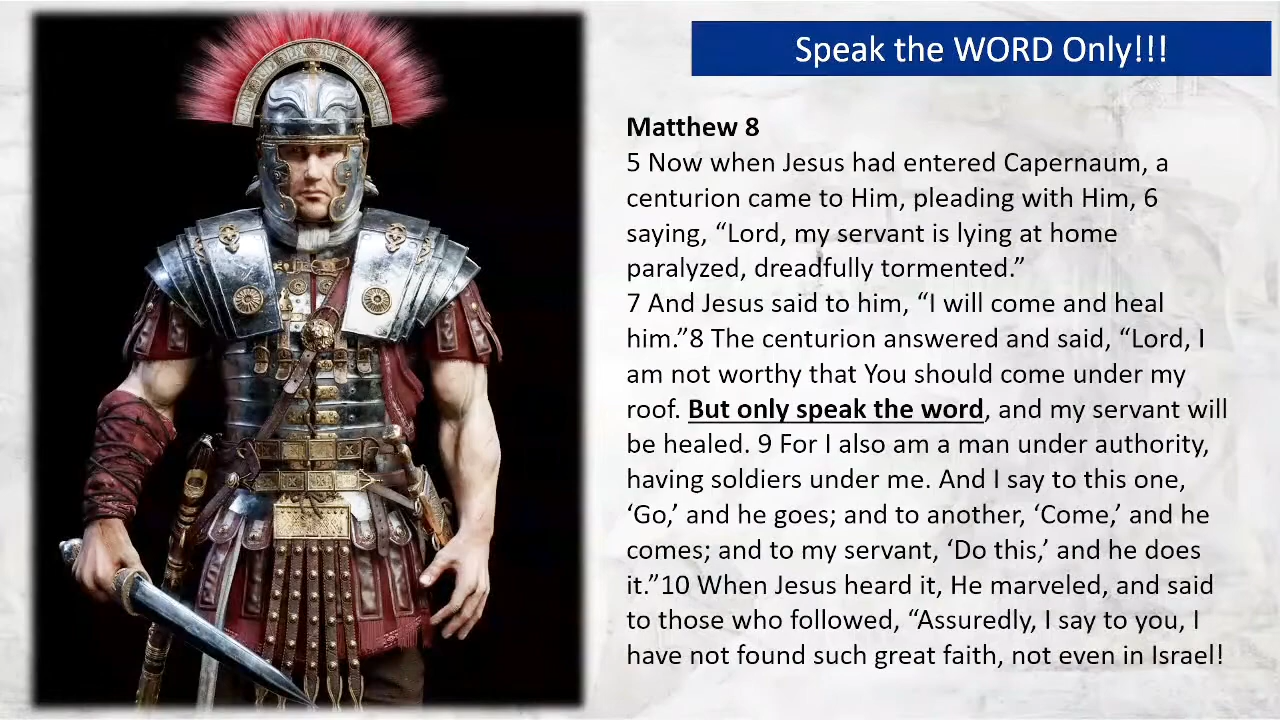 Speak the WORD Only!!!
Matthew 8
5 Now when Jesus had entered Capernaum, a
centurion came to Him, pleading with Him, 6
saying, “Lord, my servant is lying at home
paralyzed, dreadfully tormented.”
7 And Jesus said to him, “I will come and heal
him.”8 The centurion answered and said, “Lord, I
am not worthy that You should come under my
roof. But only speak the word, and my servant will
be healed. 9 For I also am a man under authority,
having soldiers under me. And I say to this one,
‘Go,’ and he goes; and to another, ‘Come,’ and he
comes; and to my servant, ‘Do this,’ and he does
it.”10 When Jesus heard it, He marveled, and said
to those who followed, “Assuredly, I say to you, I
have not found such great faith, not even in Israel!